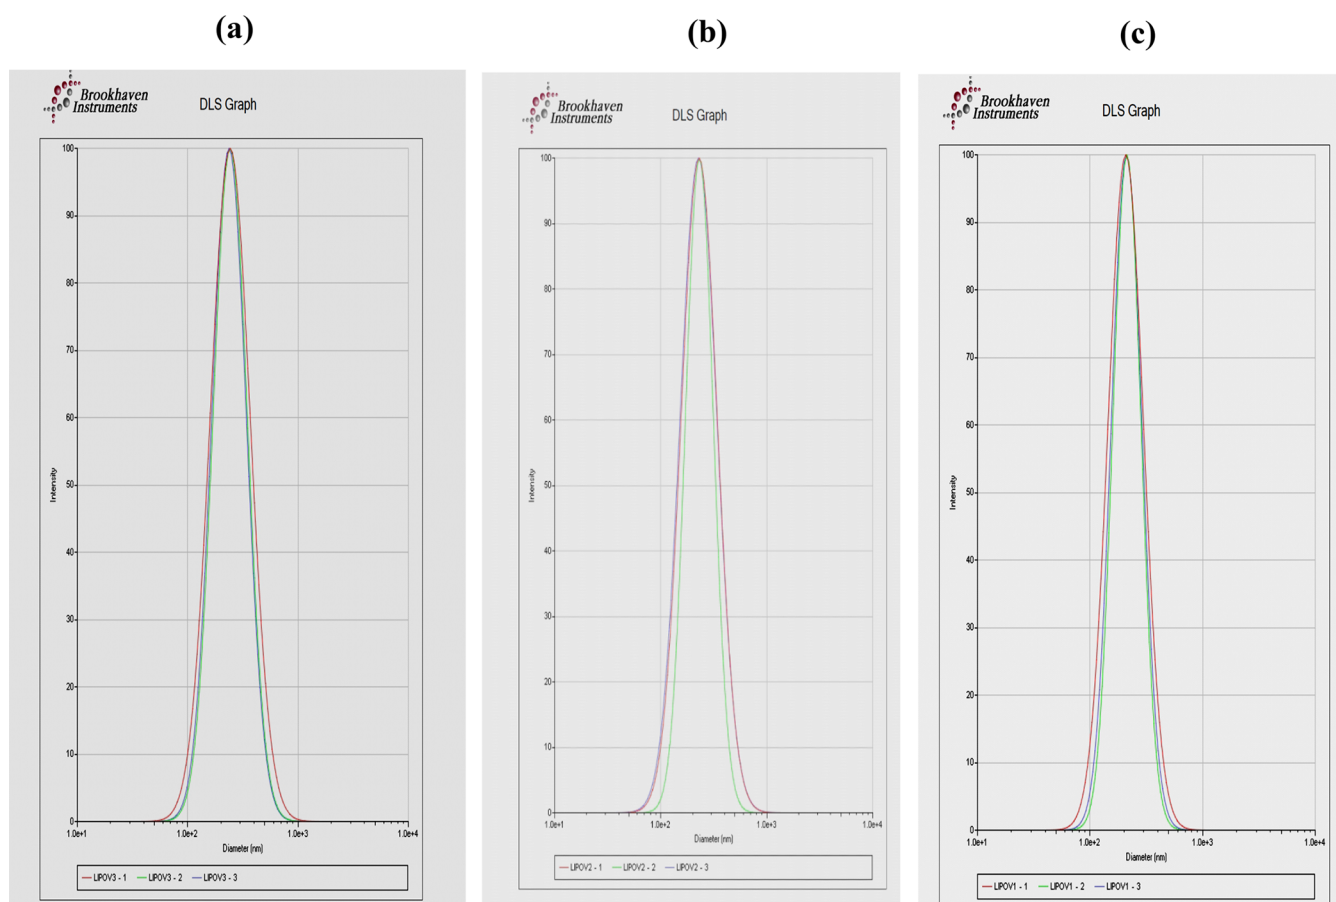 (a)
Brookhaven
Instruments
DLS Graph
100
90
80
70
60
50
40
30
20
10
0
Intensity
1.0e+1 1.0e+2 1.0e+3 1.0e+4
Diameter (nm)
LIPOV3 - 1 LIPOV3 - 2 LIPOV3 - 3
(b)
Brookhaven
Instruments
DLS Graph
100
90
80
70
60
50
40
30
20
10
0
Intensity
1.0e+1 1.0e+2 1.0e+3 1.0e+4
Diameter (nm)
LIPOV2 - 1 LIPOV2 - 2 LIPOV2 - 3
(c)
Brookhaven
Instruments
DLS Graph
100
90
80
70
60
50
40
30
20
10
0
Intensity
1.0e+1 1.0e+2 1.0e+3 1.0e+4
Diameter (nm)
LIPOV1 - 1 LIPOV1 - 2 LIPOV1 - 3